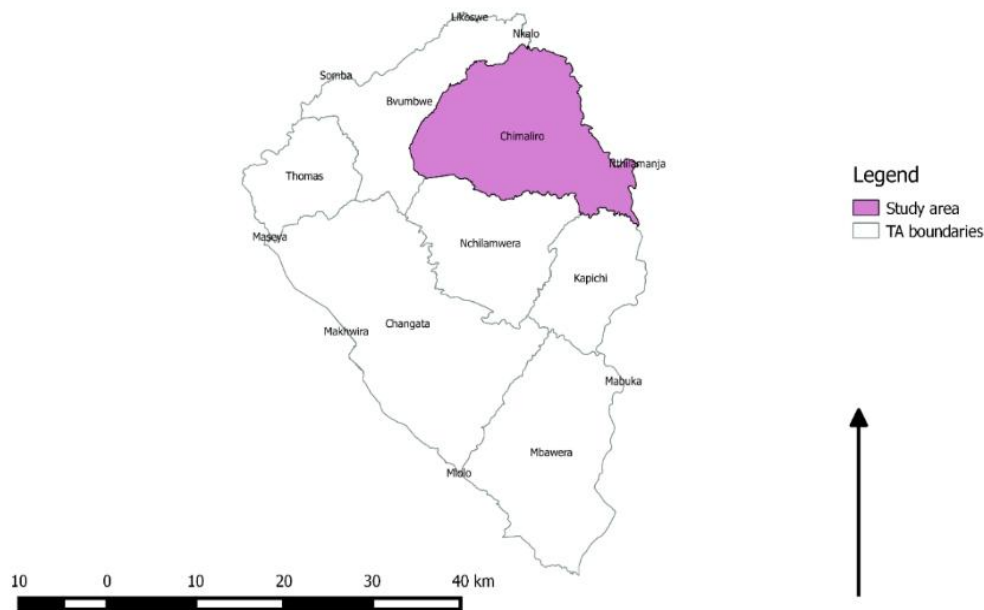 Likoswe
Nkalo
Somba
Bvumbwe
Chimaliro
Nthilamanja
Thomas
Legend
Study area
TA boundaries
Maseya
Nchilamwera
Kapichi
Changata
Makhwira
Mabuka
Mbawera
Mlolo
10 0 10 20 30 40 km